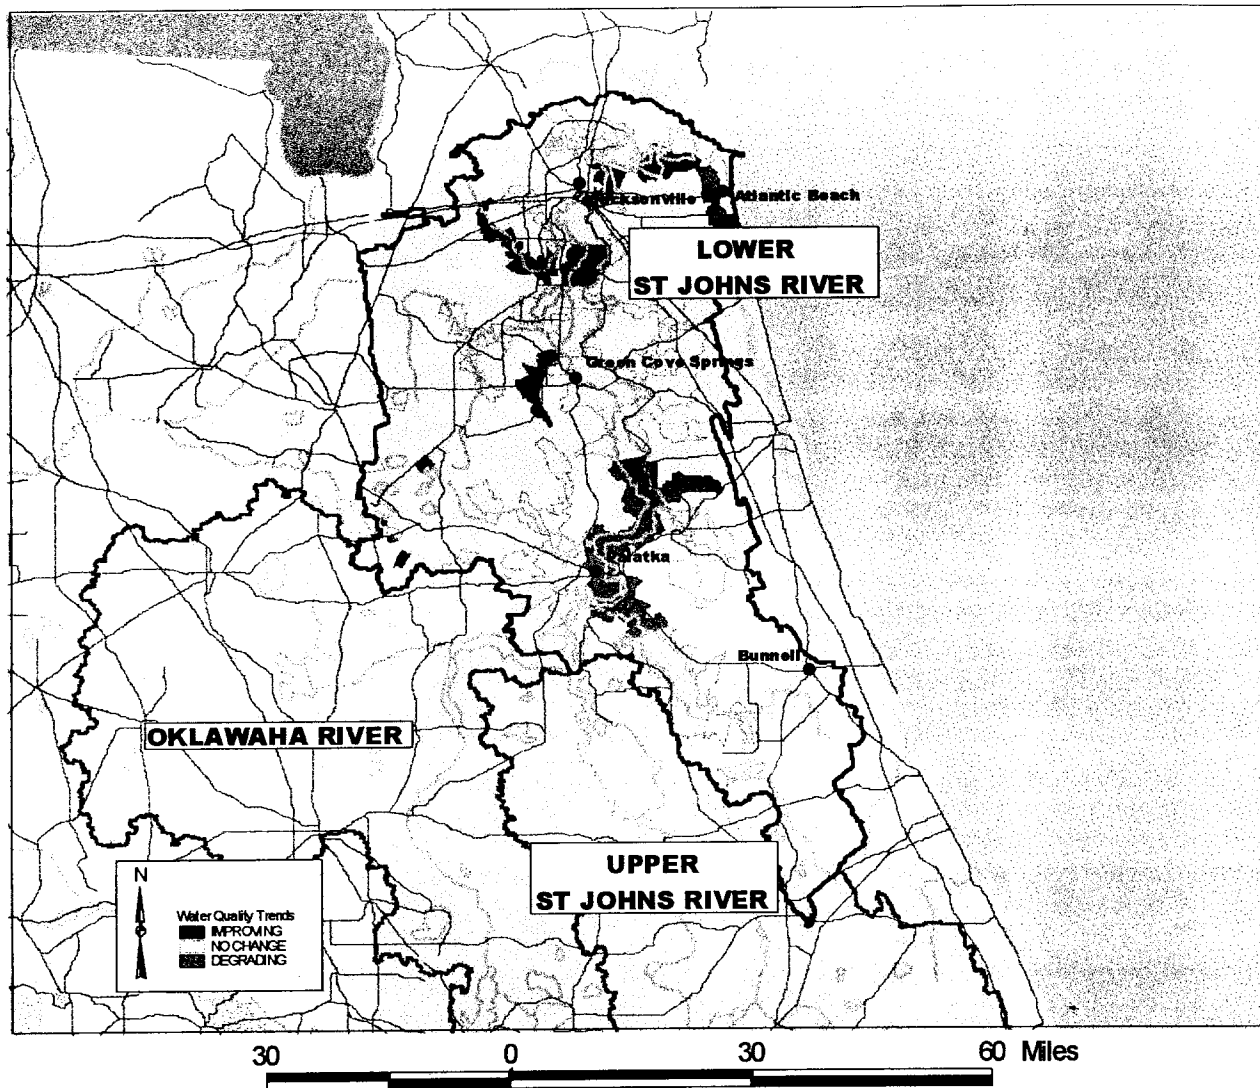 Jacksonville
Atlantic Beach
LOWER
ST JOHNS RIVER
Green Cove Springs
Palatka
Bunnell
OKLAWAHA RIVER
UPPER
ST JOHNS RIVER
N
Water Quality Trends
IMPROVING
NO CHANGE
DEGRADING
30 0 30 60 Miles